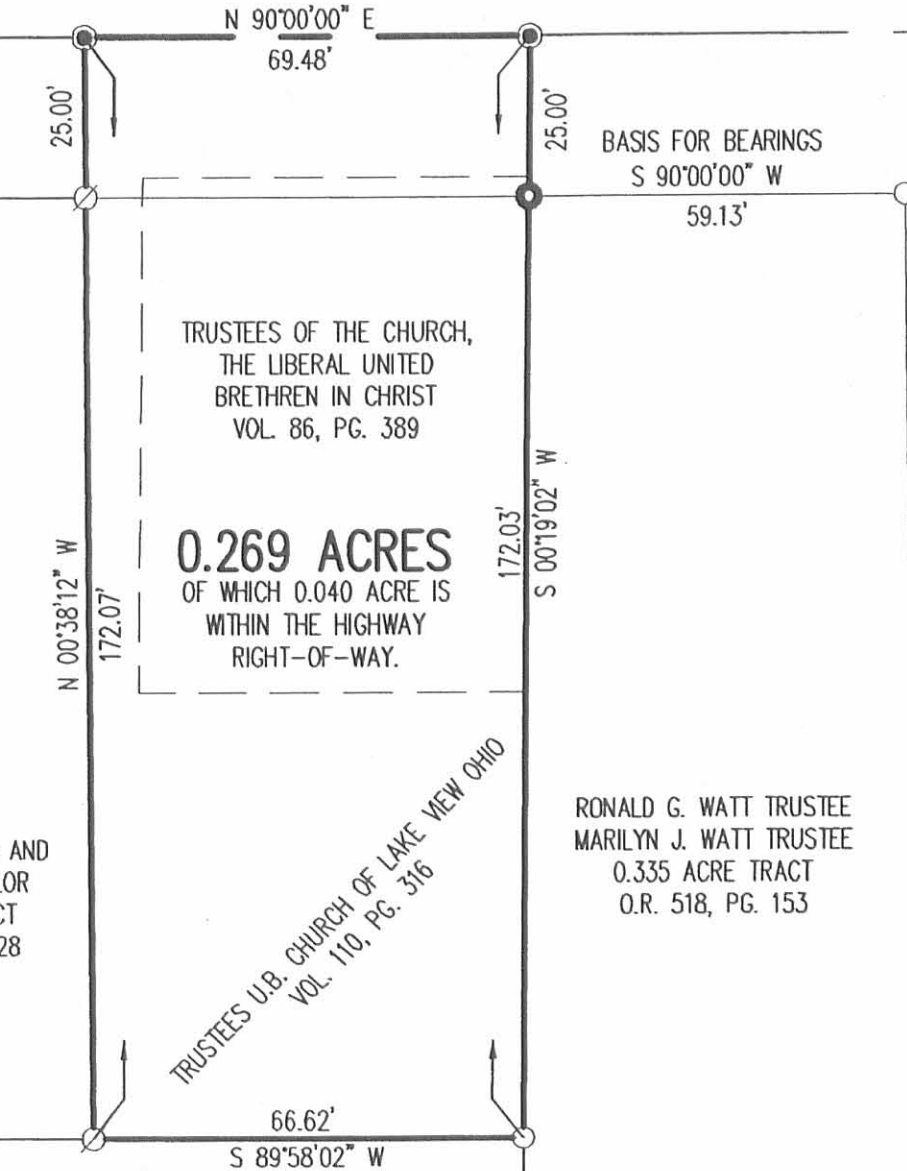 N 90°00'00" E
69.48'
25.00'
25.00'
BASIS FOR BEARINGS
S 90°00'00" W
59.13'
TRUSTEES OF THE CHURCH,
THE LIBERAL UNITED
BRETHREN IN CHRIST
VOL. 86, PG. 389
0.269 ACRES
OF WHICH 0.040 ACRE IS
WITHIN THE HIGHWAY
RIGHT-OF-WAY.
N 00°38'12" W
172.07'
172.03'
S 00°19'02" W
TRUSTEES U.B. CHURCH OF LAKE VIEW OHIO
VOL. 110, PG. 316
RONALD G. WATT TRUSTEE
MARILYN J. WATT TRUSTEE
0.335 ACRE TRACT
O.R. 518, PG. 153
AND
LOR
CT
28
66.62'
S 89°58'02" W